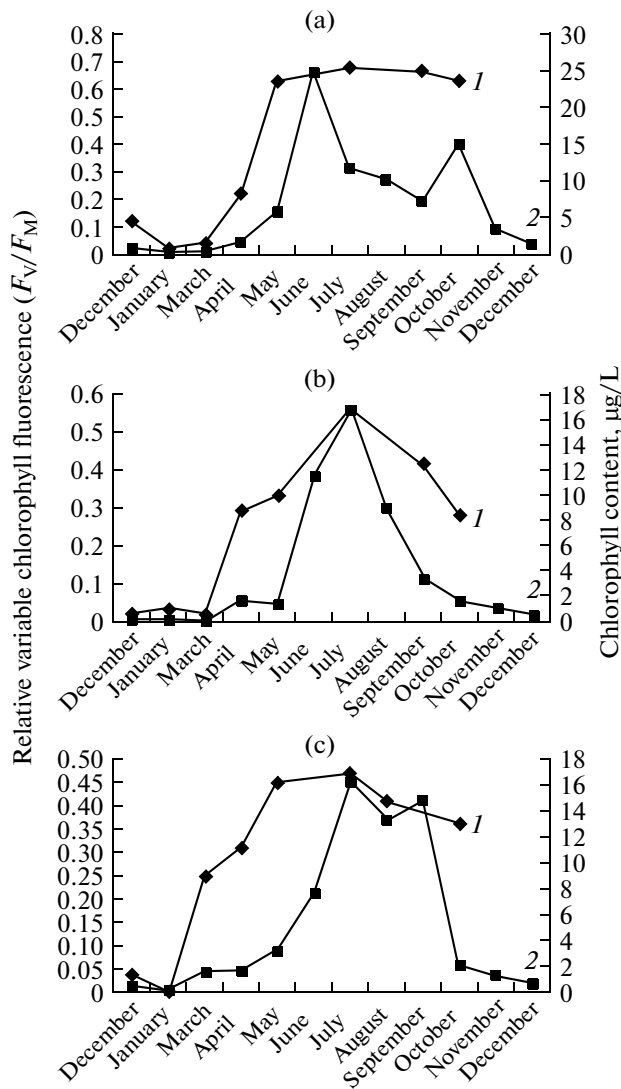 Relative variable chlorophyll fluorescence (FV/FM)
(a)
0.8
0.7
0.6
0.5
0.4
0.3
0.2
0.1
0
30
25
20
15
10
5
0
1
2
December
January
March
April
May
June
July
August
September
October
November
December
(b)
0.6
0.5
0.4
0.3
0.2
0.1
0
18
16
14
12
10
8
6
4
2
0
1
2
December
January
March
April
May
June
July
August
September
October
November
December
(c)
0.50
0.45
0.40
0.35
0.30
0.25
0.20
0.15
0.10
0.05
0
18
16
14
12
10
8
6
4
2
0
1
2
December
January
March
April
May
June
July
August
September
October
November
December
Chlorophyll content, μg/L